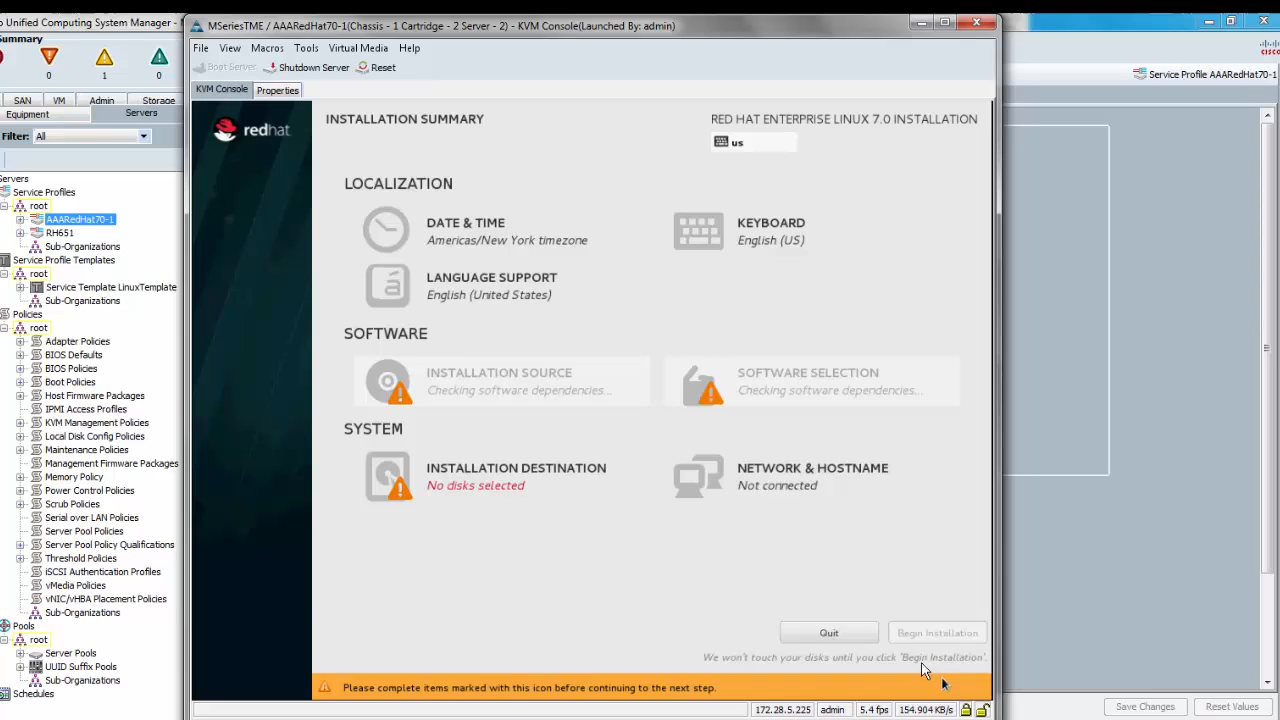 o Unified Computing System Manager -
MSeriesTME / AAARedHat70-1(Chassis - 1 Cartridge - 2 Server - 2) - KVM Console(Launched By: admin)
Summary
0
1
0
SAN
VM
Admin
Storage
Equipment
Servers
Filter: All
Servers
Service Profiles
root
AAARedHat70-1
RH651
Sub-Organizations
Service Profile Templates
root
Service Template LinuxTemplate
Sub-Organizations
Policies
root
Adapter Policies
BIOS Defaults
BIOS Policies
Boot Policies
Host Firmware Packages
IPMI Access Profiles
KVM Management Policies
Local Disk Config Policies
Maintenance Policies
Management Firmware Packages
Memory Policy
Power Control Policies
Scrub Policies
Serial over LAN Policies
Server Pool Policies
Server Pool Policy Qualifications
Threshold Policies
iSCSI Authentication Profiles
vMedia Policies
vNIC/vHBA Placement Policies
Sub-Organizations
Pools
root
Server Pools
UUID Suffix Pools
Sub-Organizations
Schedules
File View Macros Tools Virtual Media Help
Boot Server Shutdown Server Reset
KVM Console Properties
redhat
INSTALLATION SUMMARY
RED HAT ENTERPRISE LINUX 7.0 INSTALLATION
us
LOCALIZATION
DATE & TIME
Americas/New York timezone
KEYBOARD
English (US)
LANGUAGE SUPPORT
English (United States)
SOFTWARE
INSTALLATION SOURCE
Checking software dependencies...
SOFTWARE SELECTION
Checking software dependencies...
SYSTEM
INSTALLATION DESTINATION
No disks selected
NETWORK & HOSTNAME
Not connected
Quit
Begin Installation
We won't touch your disks until you click 'Begin Installation'.
Please complete items marked with this icon before continuing to the next step.
172.28.5.225 admin 5.4 fps 154.904 KB/s
cisco
Service Profile AAARedHat70-1
Save Changes
Reset Values